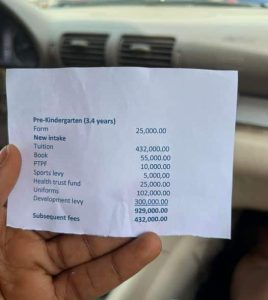 Pre-Kindergarten (3,4 years)
Form 25,000.00
New intake
Tuition 432,000.00
Book 55,000.00
PTPF 10,000.00
Sports levy 5,000,00
Health trust fund 25,000.00
Uniforms 102,000.00
Development levy 300,000.00
929,000.00
Subsequent fees 432,000.00